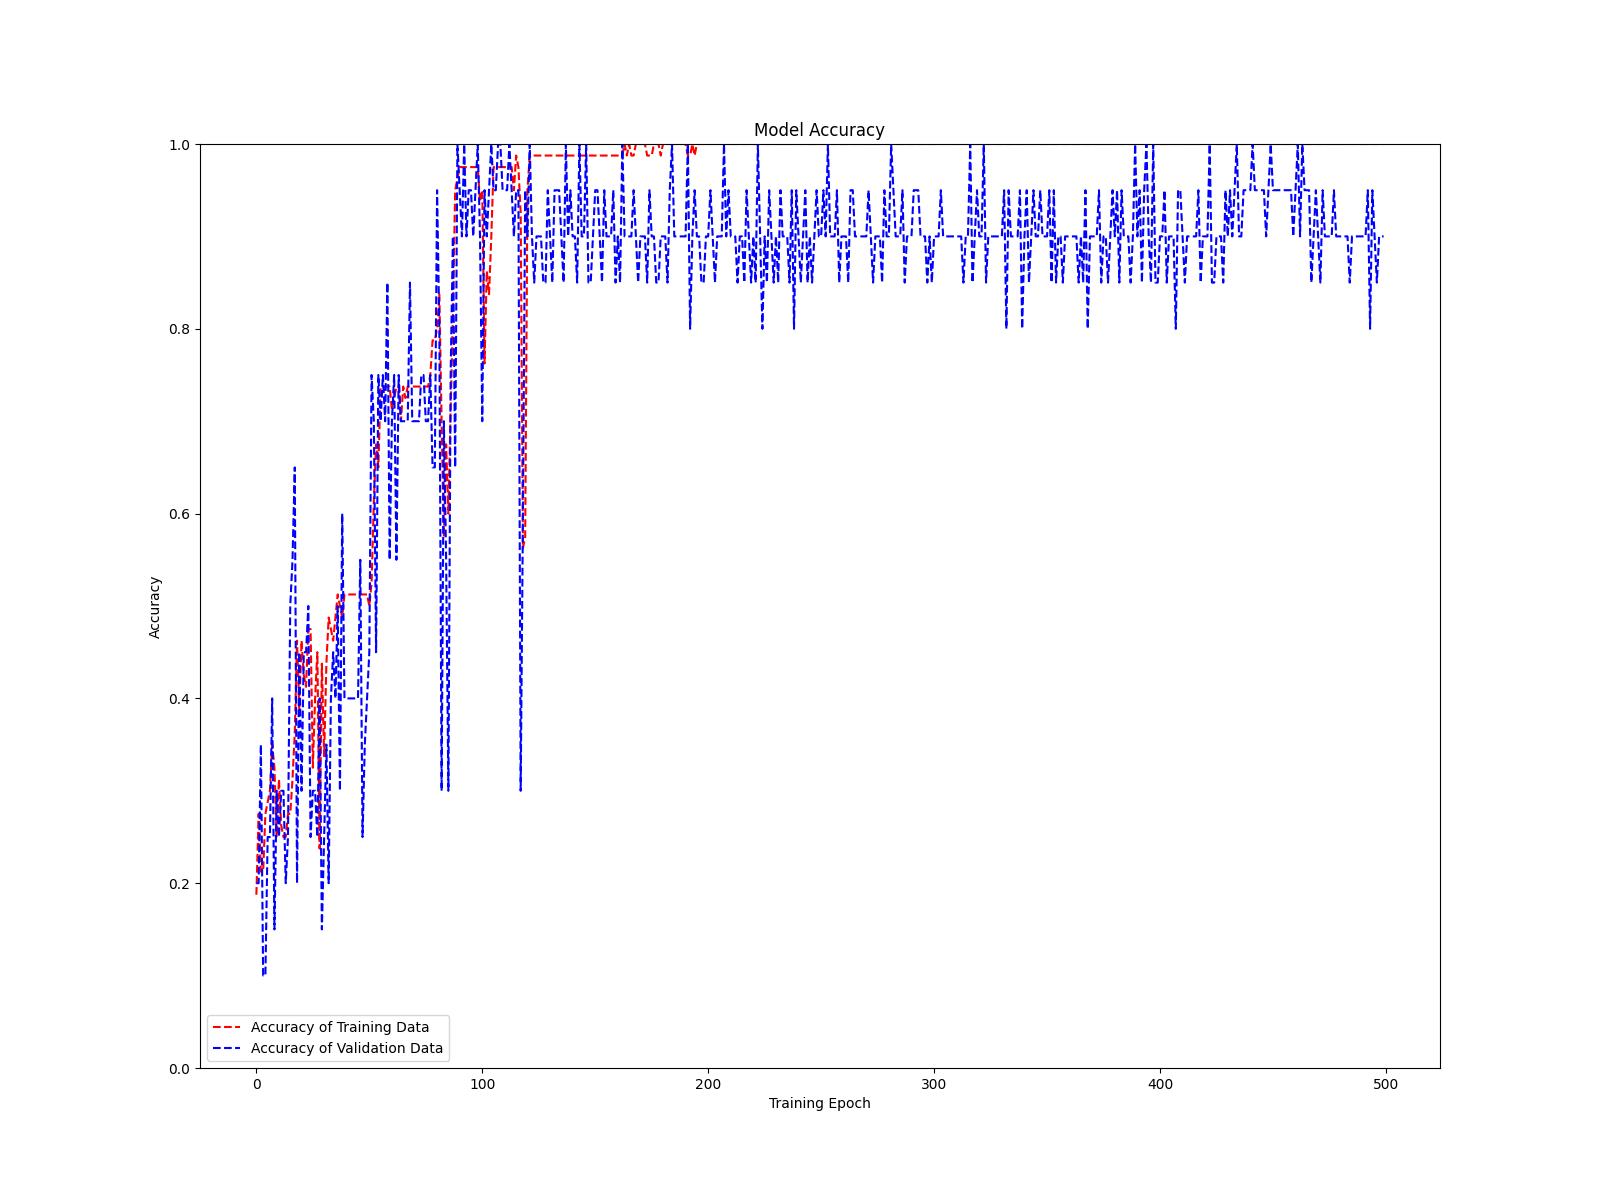 Model Accuracy
1.0
0.8
0.6
0.4
0.2
0.0
Accuracy
Accuracy of Training Data
Accuracy of Validation Data
0 100 200 300 400 500
Training Epoch